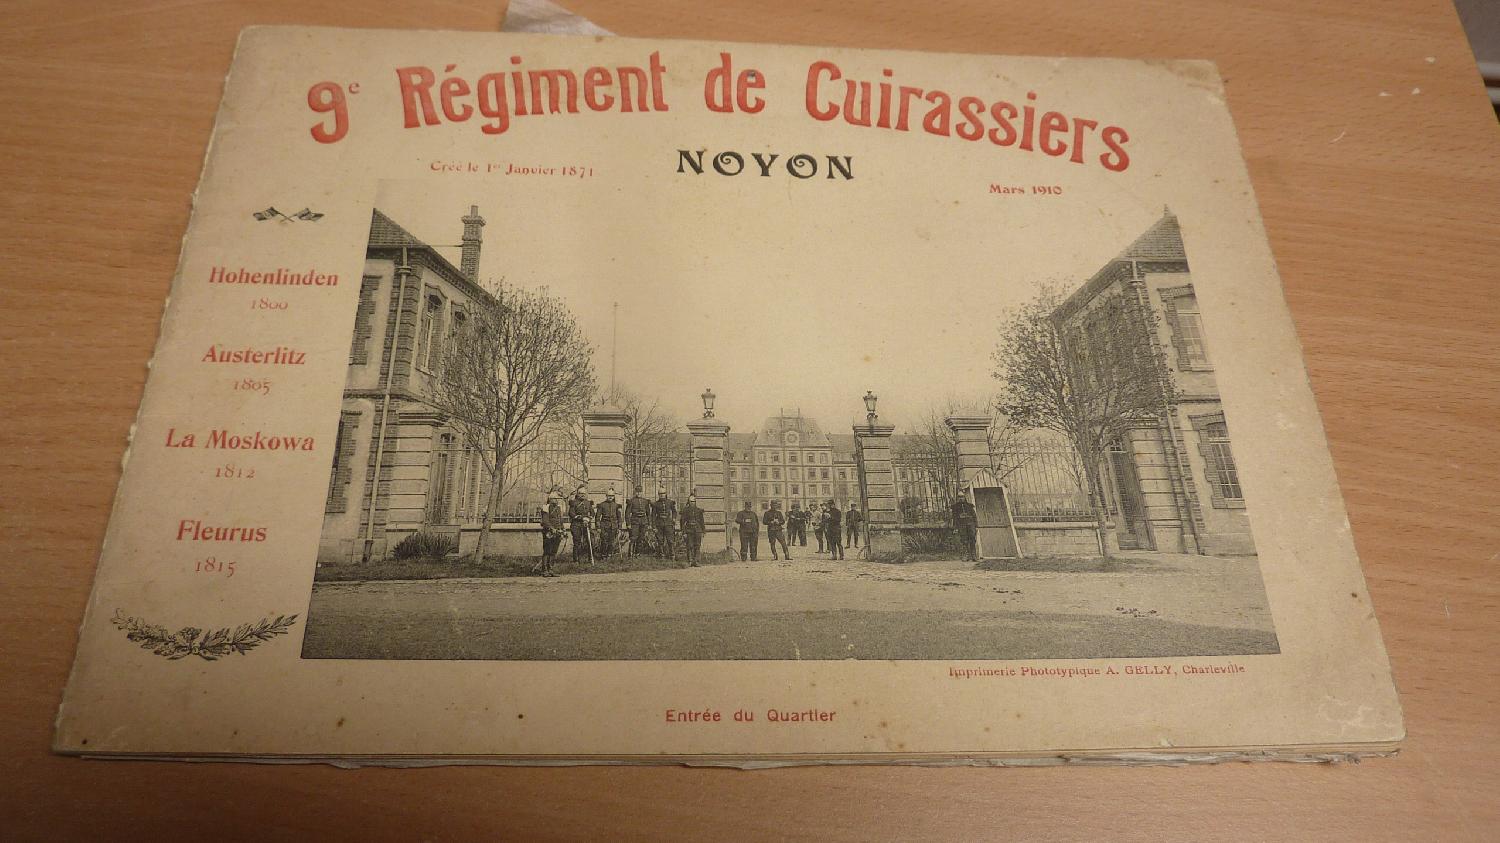 9e Régiment de Cuirassiers
NOYON
Créé le 1er Janvier 1871
Mars 1910
Hohenlinden
1800
Austerlitz
1805
La Moskowa
1812
Fleurus
1815
Imprimerie Phototypique A. GELLY, Charleville
Entrée du Quartier